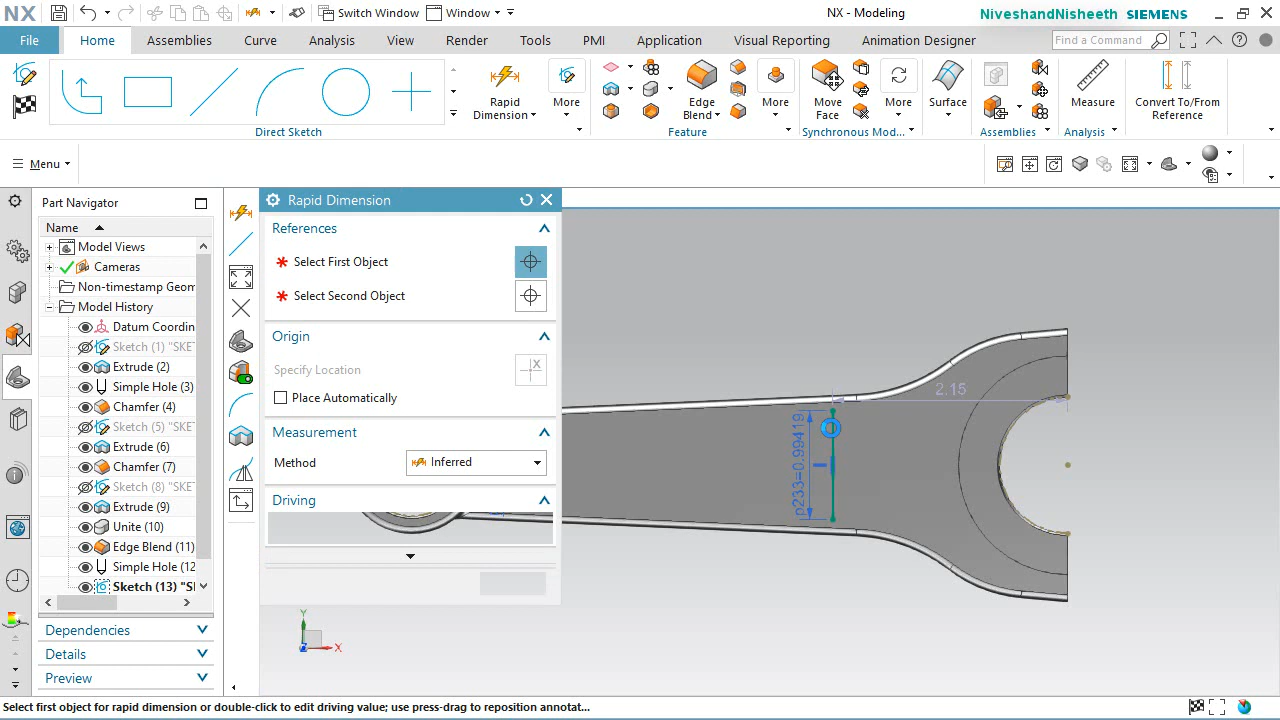 NX
Switch Window
Window
NX - Modeling
NiveshandNisheeth SIEMENS
File
Home
Assemblies
Curve
Analysis
View
Render
Tools
PMI
Application
Visual Reporting
Animation Designer
Find a Command
Rapid Dimension
More
Direct Sketch
Edge Blend
More
Feature
Move Face
More
Synchronous Mod...
Surface
Assemblies
Measure
Analysis
Convert To/From Reference
Menu
Part Navigator
Name
Model Views
Cameras
Non-timestamp Geom
Model History
Datum Coordin
Sketch (1) "SKE
Extrude (2)
Simple Hole (3)
Chamfer (4)
Sketch (5) "SKE
Extrude (6)
Chamfer (7)
Sketch (8) "SKE
Extrude (9)
Unite (10)
Edge Blend (11)
Simple Hole (12
Sketch (13) "S
Dependencies
Details
Preview
Rapid Dimension
References
* Select First Object
* Select Second Object
Origin
Specify Location
Place Automatically
Measurement
Method
Inferred
Driving
2.15
p233=0.99419
Y
X
Select first object for rapid dimension or double-click to edit driving value; use press-drag to reposition annotat...